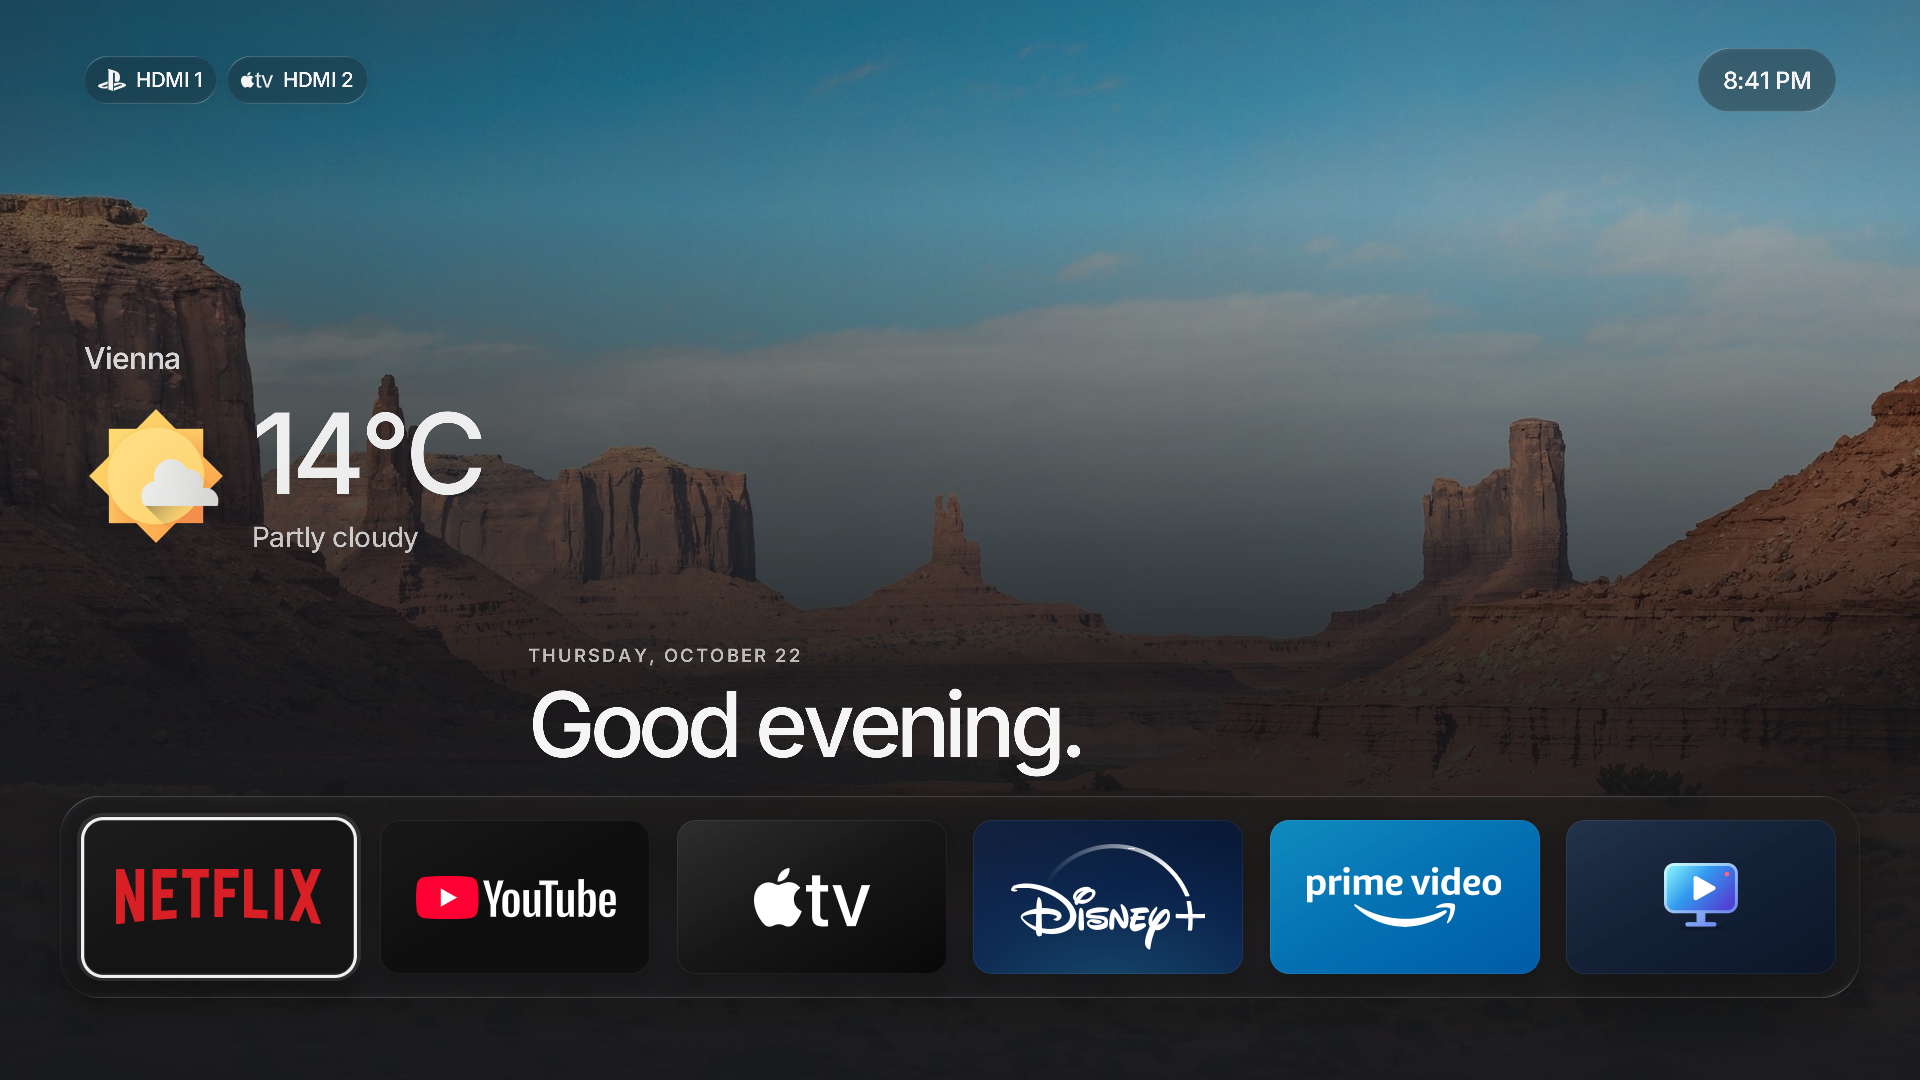 HDMI 1
tv HDMI 2
8:41 PM
Vienna
14°C
Partly cloudy
THURSDAY, OCTOBER 22
Good evening.
NETFLIX
YouTube
tv
Disney+
prime video